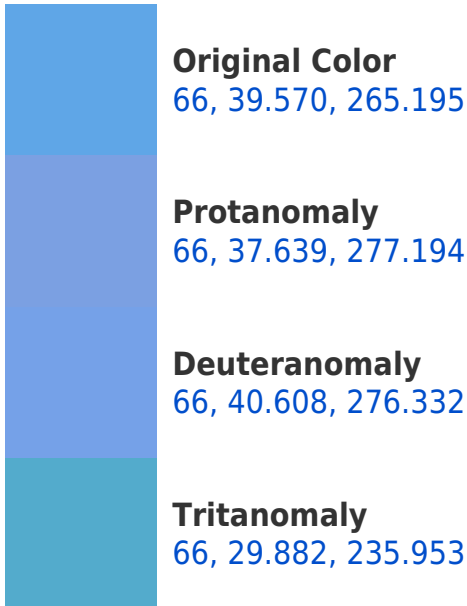 Original Color
66, 39.570, 265.195
Protanomaly
66, 37.639, 277.194
Deuteranomaly
66, 40.608, 276.332
Tritanomaly
66, 29.882, 235.953